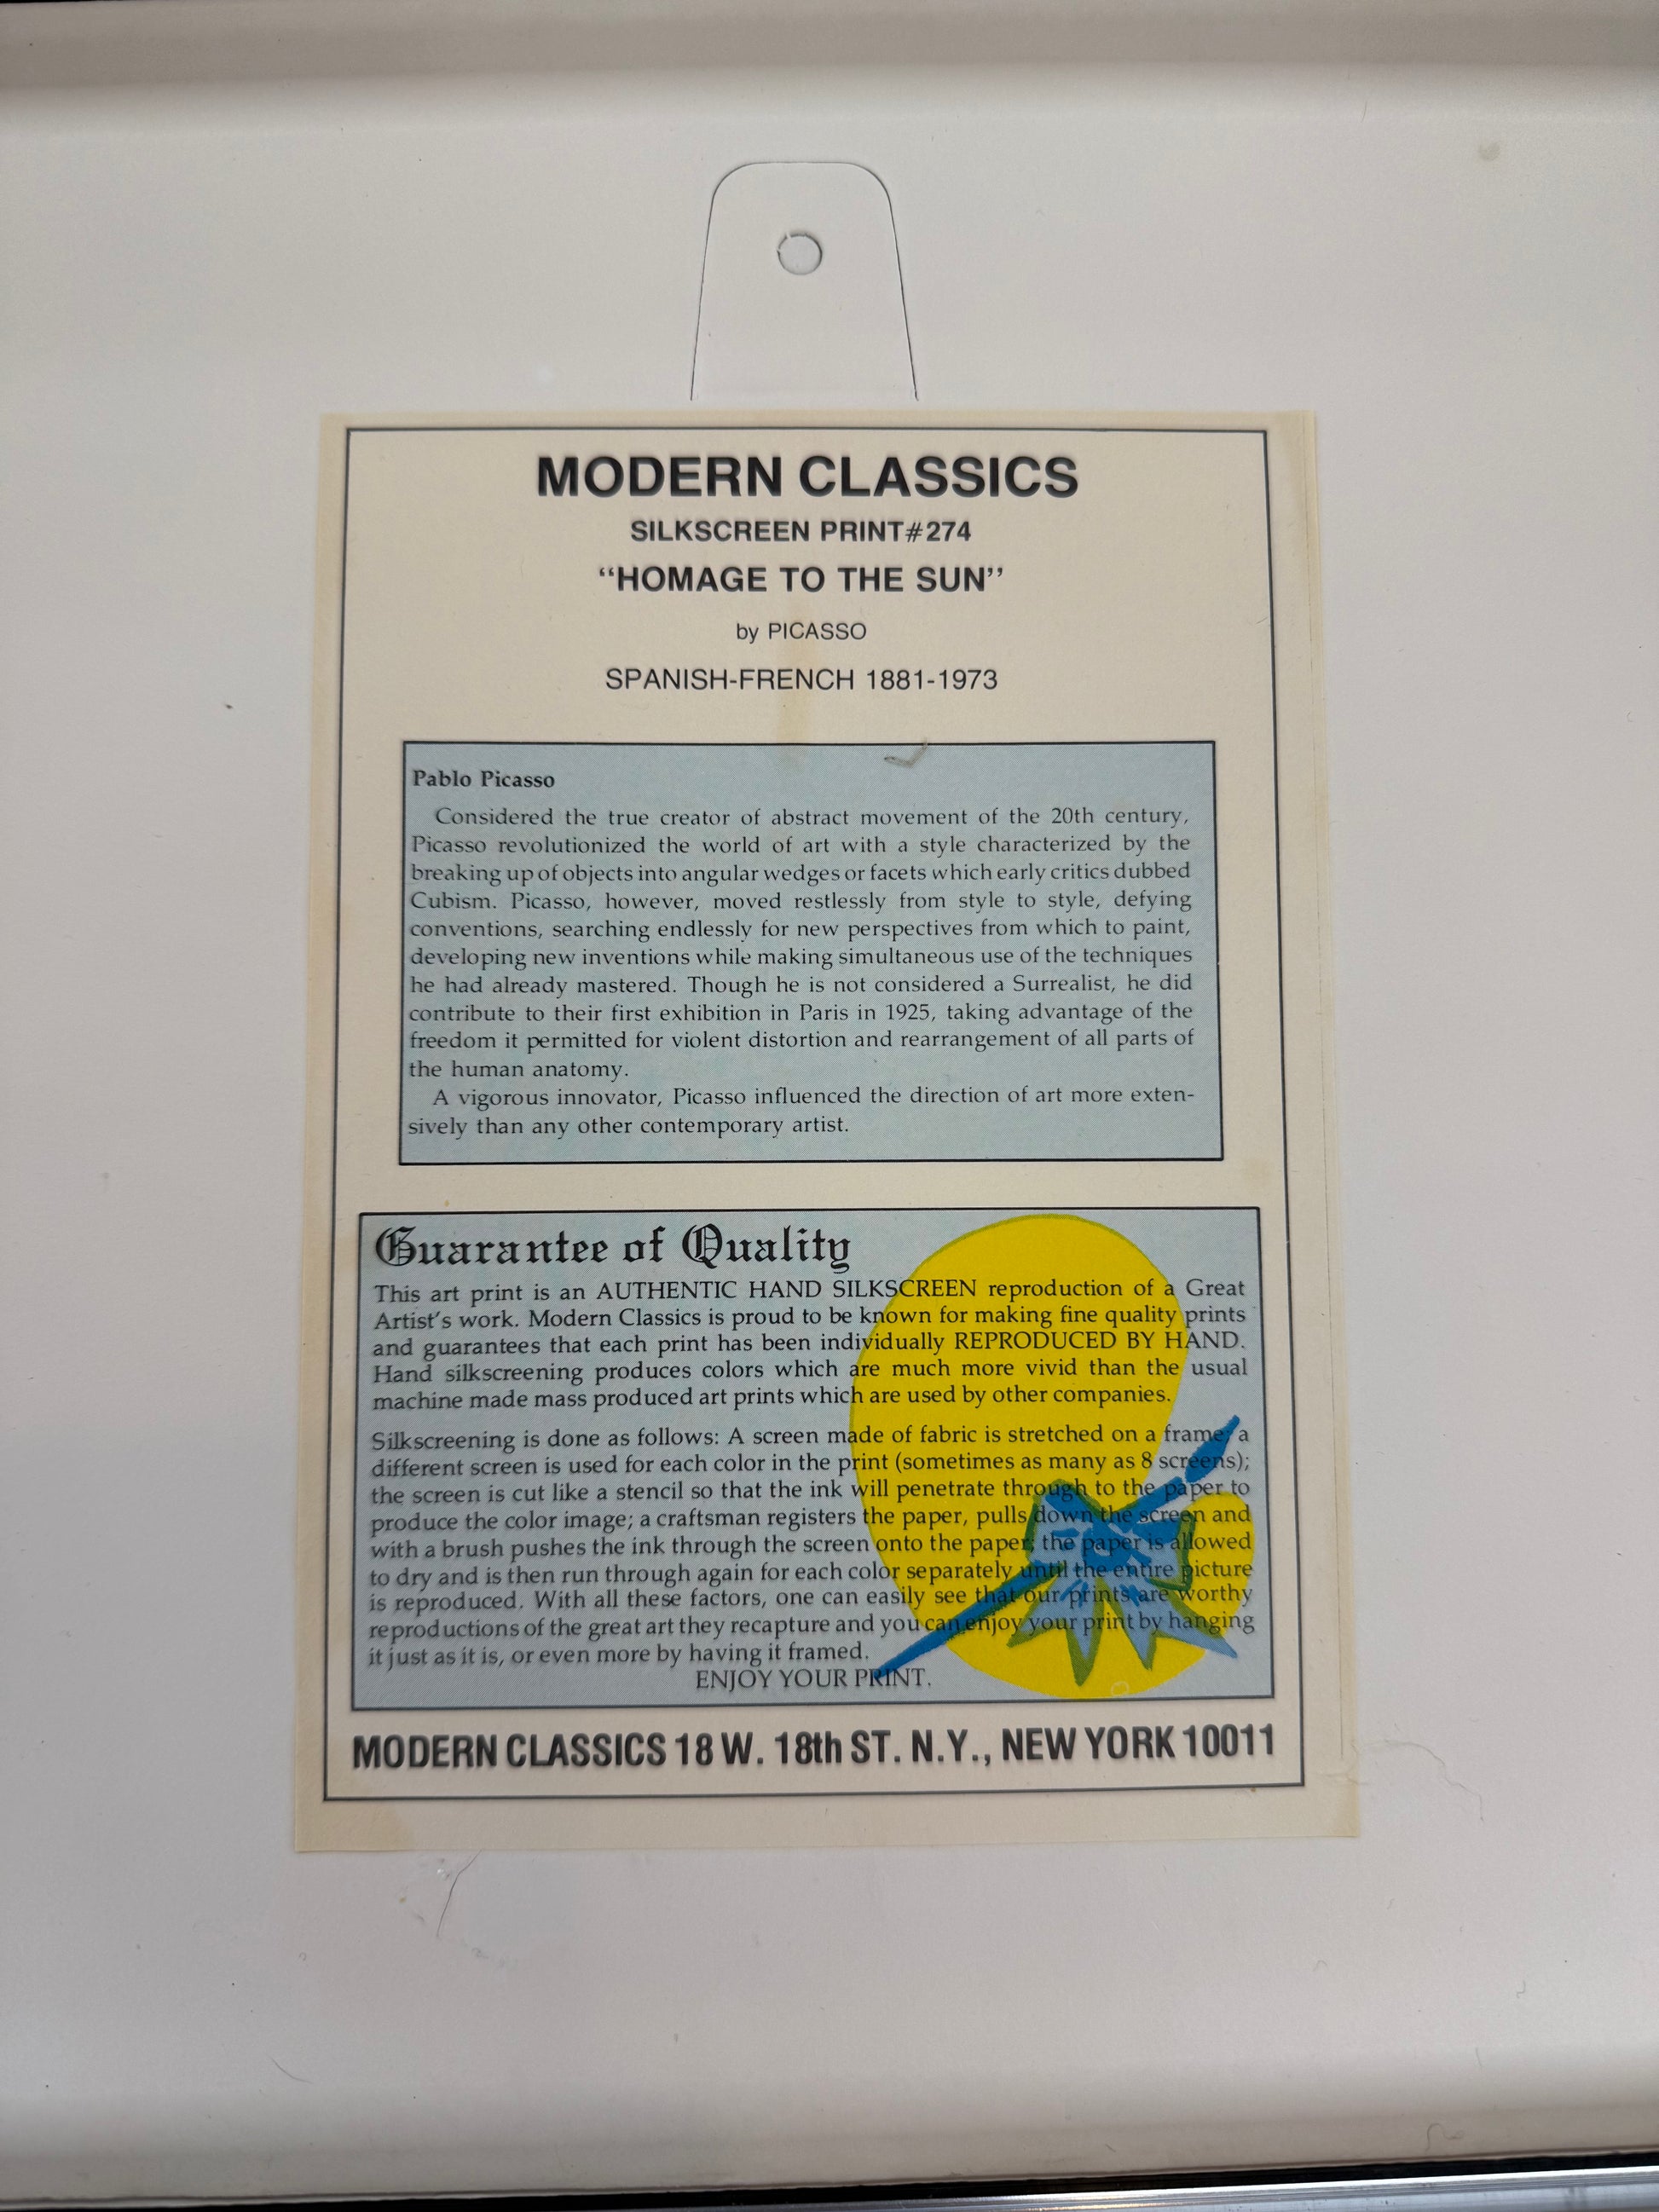 MODERN CLASSICS
SILKSCREEN PRINT#274
“HOMAGE TO THE SUN”
by PICASSO
SPANISH-FRENCH 1881-1973
Pablo Picasso
Considered the true creator of abstract movement of the 20th century,
Picasso revolutionized the world of art with a style characterized by the
breaking up of objects into angular wedges or facets which early critics dubbed
Cubism. Picasso, however, moved restlessly from style to style, defying
conventions, searching endlessly for new perspectives from which to paint,
developing new inventions while making simultaneous use of the techniques
he had already mastered. Though he is not considered a Surrealist, he did
contribute to their first exhibition in Paris in 1925, taking advantage of the
freedom it permitted for violent distortion and rearrangement of all parts of
the human anatomy.
A vigorous innovator, Picasso influenced the direction of art more exten-
sively than any other contemporary artist.
Guarantee of Quality
This art print is an AUTHENTIC HAND SILKSCREEN reproduction of a Great
Artist's work. Modern Classics is proud to be known for making fine quality prints
and guarantees that each print has been individually REPRODUCED BY HAND.
Hand silkscreening produces colors which are much more vivid than the usual
machine made mass produced art prints which are used by other companies.
Silkscreening is done as follows: A screen made of fabric is stretched on a frame, a
different screen is used for each color in the print (sometimes as many as 8 screens);
the screen is cut like a stencil so that the ink will penetrate through to the paper to
produce the color image; a craftsman registers the paper, pulls down the screen and
with a brush pushes the ink through the screen onto the paper; the paper is allowed
to dry and is then run through again for each color separately until the entire picture
is reproduced. With all these factors, one can easily see that our prints are worthy
reproductions of the great art they recapture and you can enjoy your print by hanging
it just as it is, or even more by having it framed.
ENJOY YOUR PRINT.
MODERN CLASSICS 18 W. 18th ST. N.Y., NEW YORK 10011